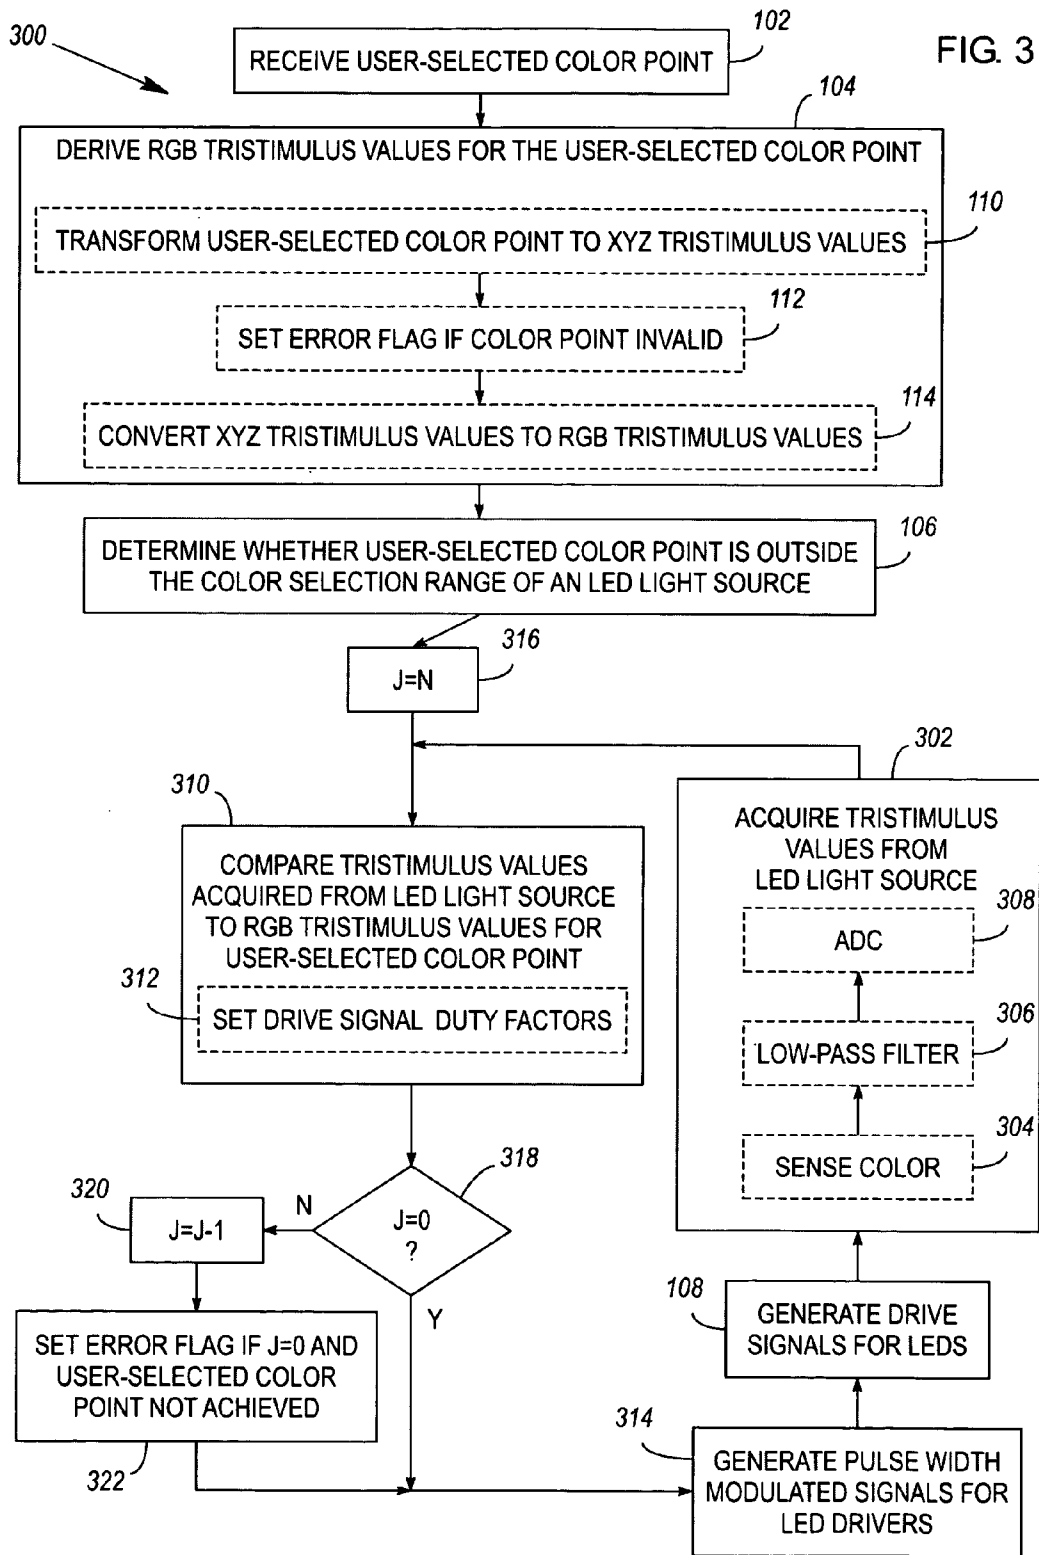 300
RECEIVE USER-SELECTED COLOR POINT
102
FIG. 3
104
DERIVE RGB TRISTIMULUS VALUES FOR THE USER-SELECTED COLOR POINT
110
TRANSFORM USER-SELECTED COLOR POINT TO XYZ TRISTIMULUS VALUES
112
SET ERROR FLAG IF COLOR POINT INVALID
114
CONVERT XYZ TRISTIMULUS VALUES TO RGB TRISTIMULUS VALUES
106
DETERMINE WHETHER USER-SELECTED COLOR POINT IS OUTSIDE
THE COLOR SELECTION RANGE OF AN LED LIGHT SOURCE
316
J=N
310
COMPARE TRISTIMULUS VALUES
ACQUIRED FROM LED LIGHT SOURCE
TO RGB TRISTIMULUS VALUES FOR
USER-SELECTED COLOR POINT
312
SET DRIVE SIGNAL DUTY FACTORS
318
J=0
?
N
Y
320
J=J-1
SET ERROR FLAG IF J=0 AND
USER-SELECTED COLOR
POINT NOT ACHIEVED
322
302
ACQUIRE TRISTIMULUS
VALUES FROM
LED LIGHT SOURCE
308
ADC
306
LOW-PASS FILTER
304
SENSE COLOR
108
GENERATE DRIVE
SIGNALS FOR LEDS
314
GENERATE PULSE WIDTH
MODULATED SIGNALS FOR
LED DRIVERS